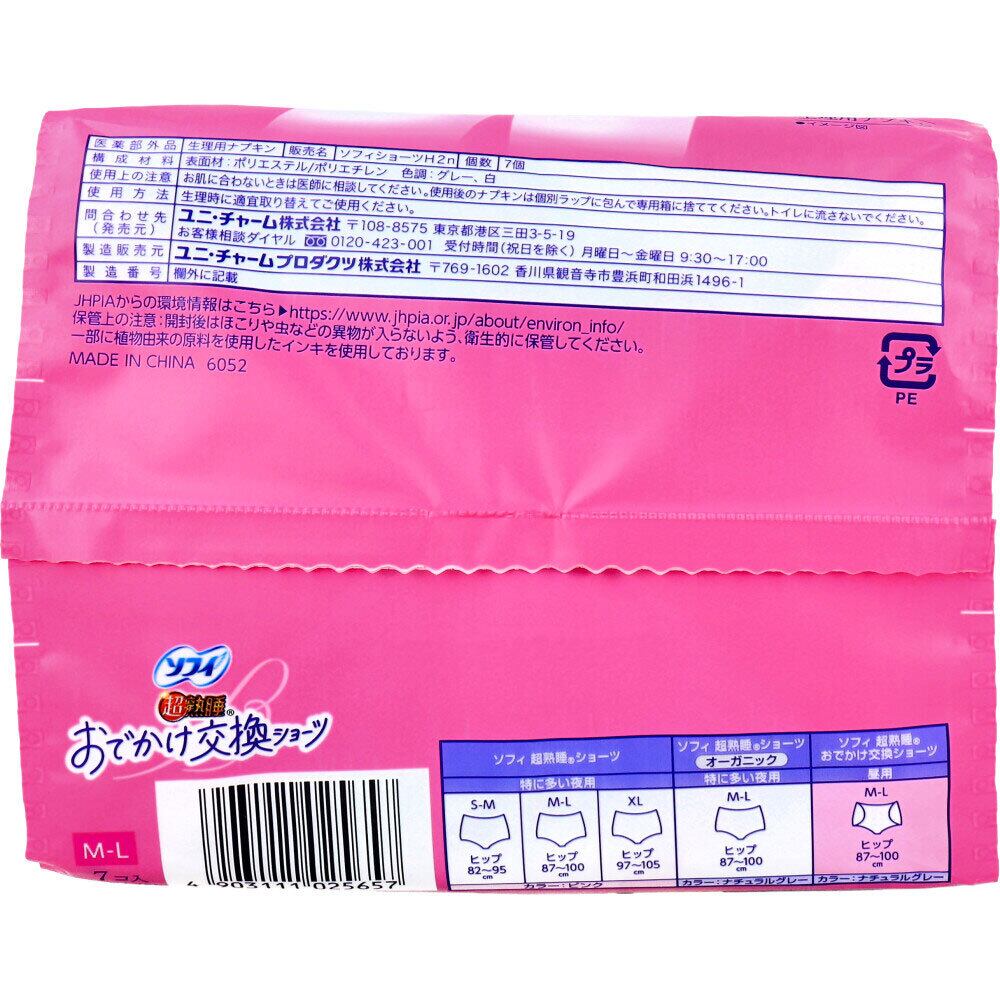 ●イメージ図
医薬部外品 生理用ナプキン 販売名 ソフィショーツH2n 個数 7個
構成材料 表面材：ポリエステル/ポリエチレン 色調：グレー、白
使用上の注意 お肌に合わないときは医師に相談してください。使用後のナプキンは個別ラップに包んで専用箱に捨ててください。トイレに流さないでください。
使用方法 生理時に適宜取り替えてご使用ください。
問合わせ先(発売元) ユニ・チャーム株式会社 〒108-8575 東京都港区三田3-5-19
お客様相談ダイヤル 0120-423-001 受付時間(祝日を除く) 月曜日～金曜日 9:30～17:00
製造販売元 ユニ・チャームプロダクツ株式会社 〒769-1602 香川県観音寺市豊浜町和田浜1496-1
製造番号 欄外に記載
JHPIAからの環境情報はこちら▶https://www.jhpia.or.jp/about/environ_info/
保管上の注意：開封後はほこりや虫などの異物が入らないよう、衛生的に保管してください。
一部に植物由来の原料を使用したインキを使用しております。
MADE IN CHINA 6052
プラ
PE
ソフィ
超熟睡®
おでかけ交換ショーツ
M-L
7コ入
4 903111 025657
ソフィ 超熟睡®ショーツ
特に多い夜用
S-M M-L XL
ヒップ 82～95cm
ヒップ 87～100cm
ヒップ 97～105cm
カラー：ピンク
ソフィ 超熟睡®ショーツ
オーガニック
特に多い夜用
M-L
ヒップ 87～100cm
カラー：ナチュラルグレー
ソフィ 超熟睡®
おでかけ交換ショーツ
昼用
M-L
ヒップ 87～100cm
カラー：ナチュラルグレー